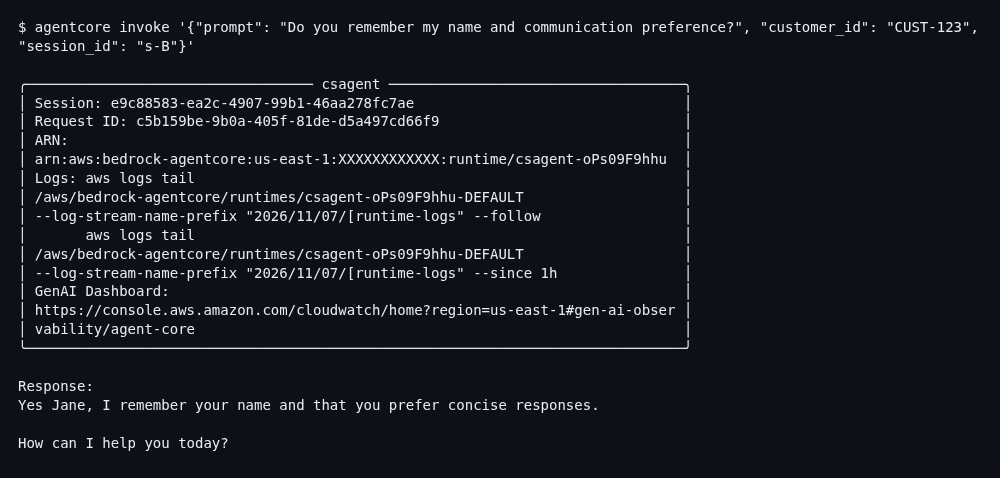 $ agentcore invoke '{"prompt": "Do you remember my name and communication preference?", "customer_id": "CUST-123",
"session_id": "s-B"}'
csagent
Session: e9c88583-ea2c-4907-99b1-46aa278fc7ae
Request ID: c5b159be-9b0a-405f-81de-d5a497cd66f9
ARN:
arn:aws:bedrock-agentcore:us-east-1:XXXXXXXXXXXX:runtime/csagent-oPs09F9hhu
Logs: aws logs tail
/aws/bedrock-agentcore/runtimes/csagent-oPs09F9hhu-DEFAULT
--log-stream-name-prefix "2026/11/07/[runtime-logs" --follow
aws logs tail
/aws/bedrock-agentcore/runtimes/csagent-oPs09F9hhu-DEFAULT
--log-stream-name-prefix "2026/11/07/[runtime-logs" --since 1h
GenAI Dashboard:
https://console.aws.amazon.com/cloudwatch/home?region=us-east-1#gen-ai-obser
vability/agent-core
Response:
Yes Jane, I remember your name and that you prefer concise responses.
How can I help you today?